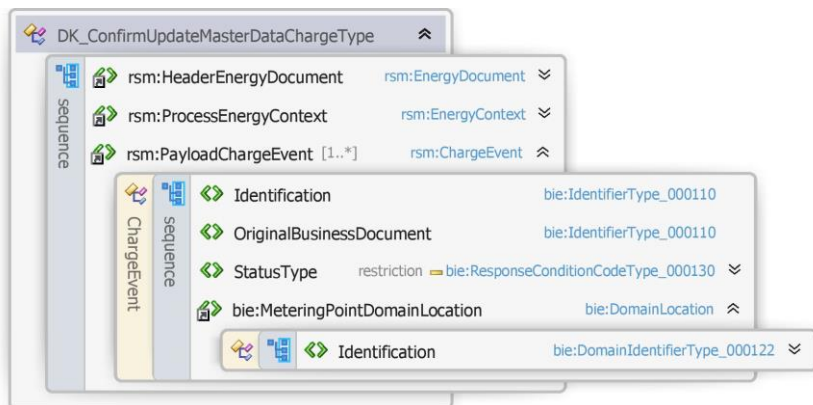 DK_ConfirmUpdateMasterDataChargeType
sequence
rsm:HeaderEnergyDocument rsm:EnergyDocument
rsm:ProcessEnergyContext rsm:EnergyContext
rsm:PayloadChargeEvent [1..*] rsm:ChargeEvent
ChargeEvent
sequence
Identification bie:IdentifierType_000110
OriginalBusinessDocument bie:IdentifierType_000110
StatusType restriction bie:ResponseConditionCodeType_000130
bie:MeteringPointDomainLocation bie:DomainLocation
Identification bie:DomainIdentifierType_000122